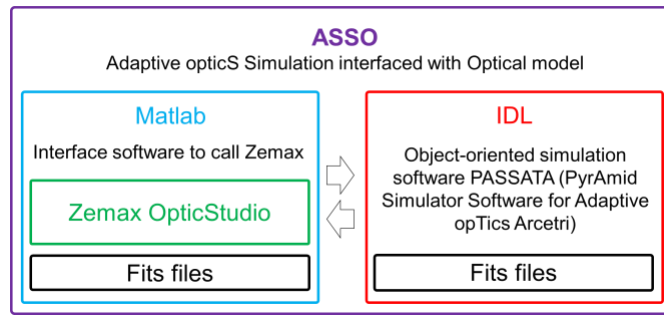 ASSO
Adaptive opticS Simulation interfaced with Optical model
Matlab
Interface software to call Zemax
Zemax OpticStudio
Fits files
IDL
Object-oriented simulation
software PASSATA (PyrAmid
Simulator Software for Adaptive
opTics Arcetri)
Fits files